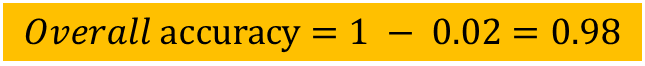 Overall accuracy = 1 − 0.02 = 0.98